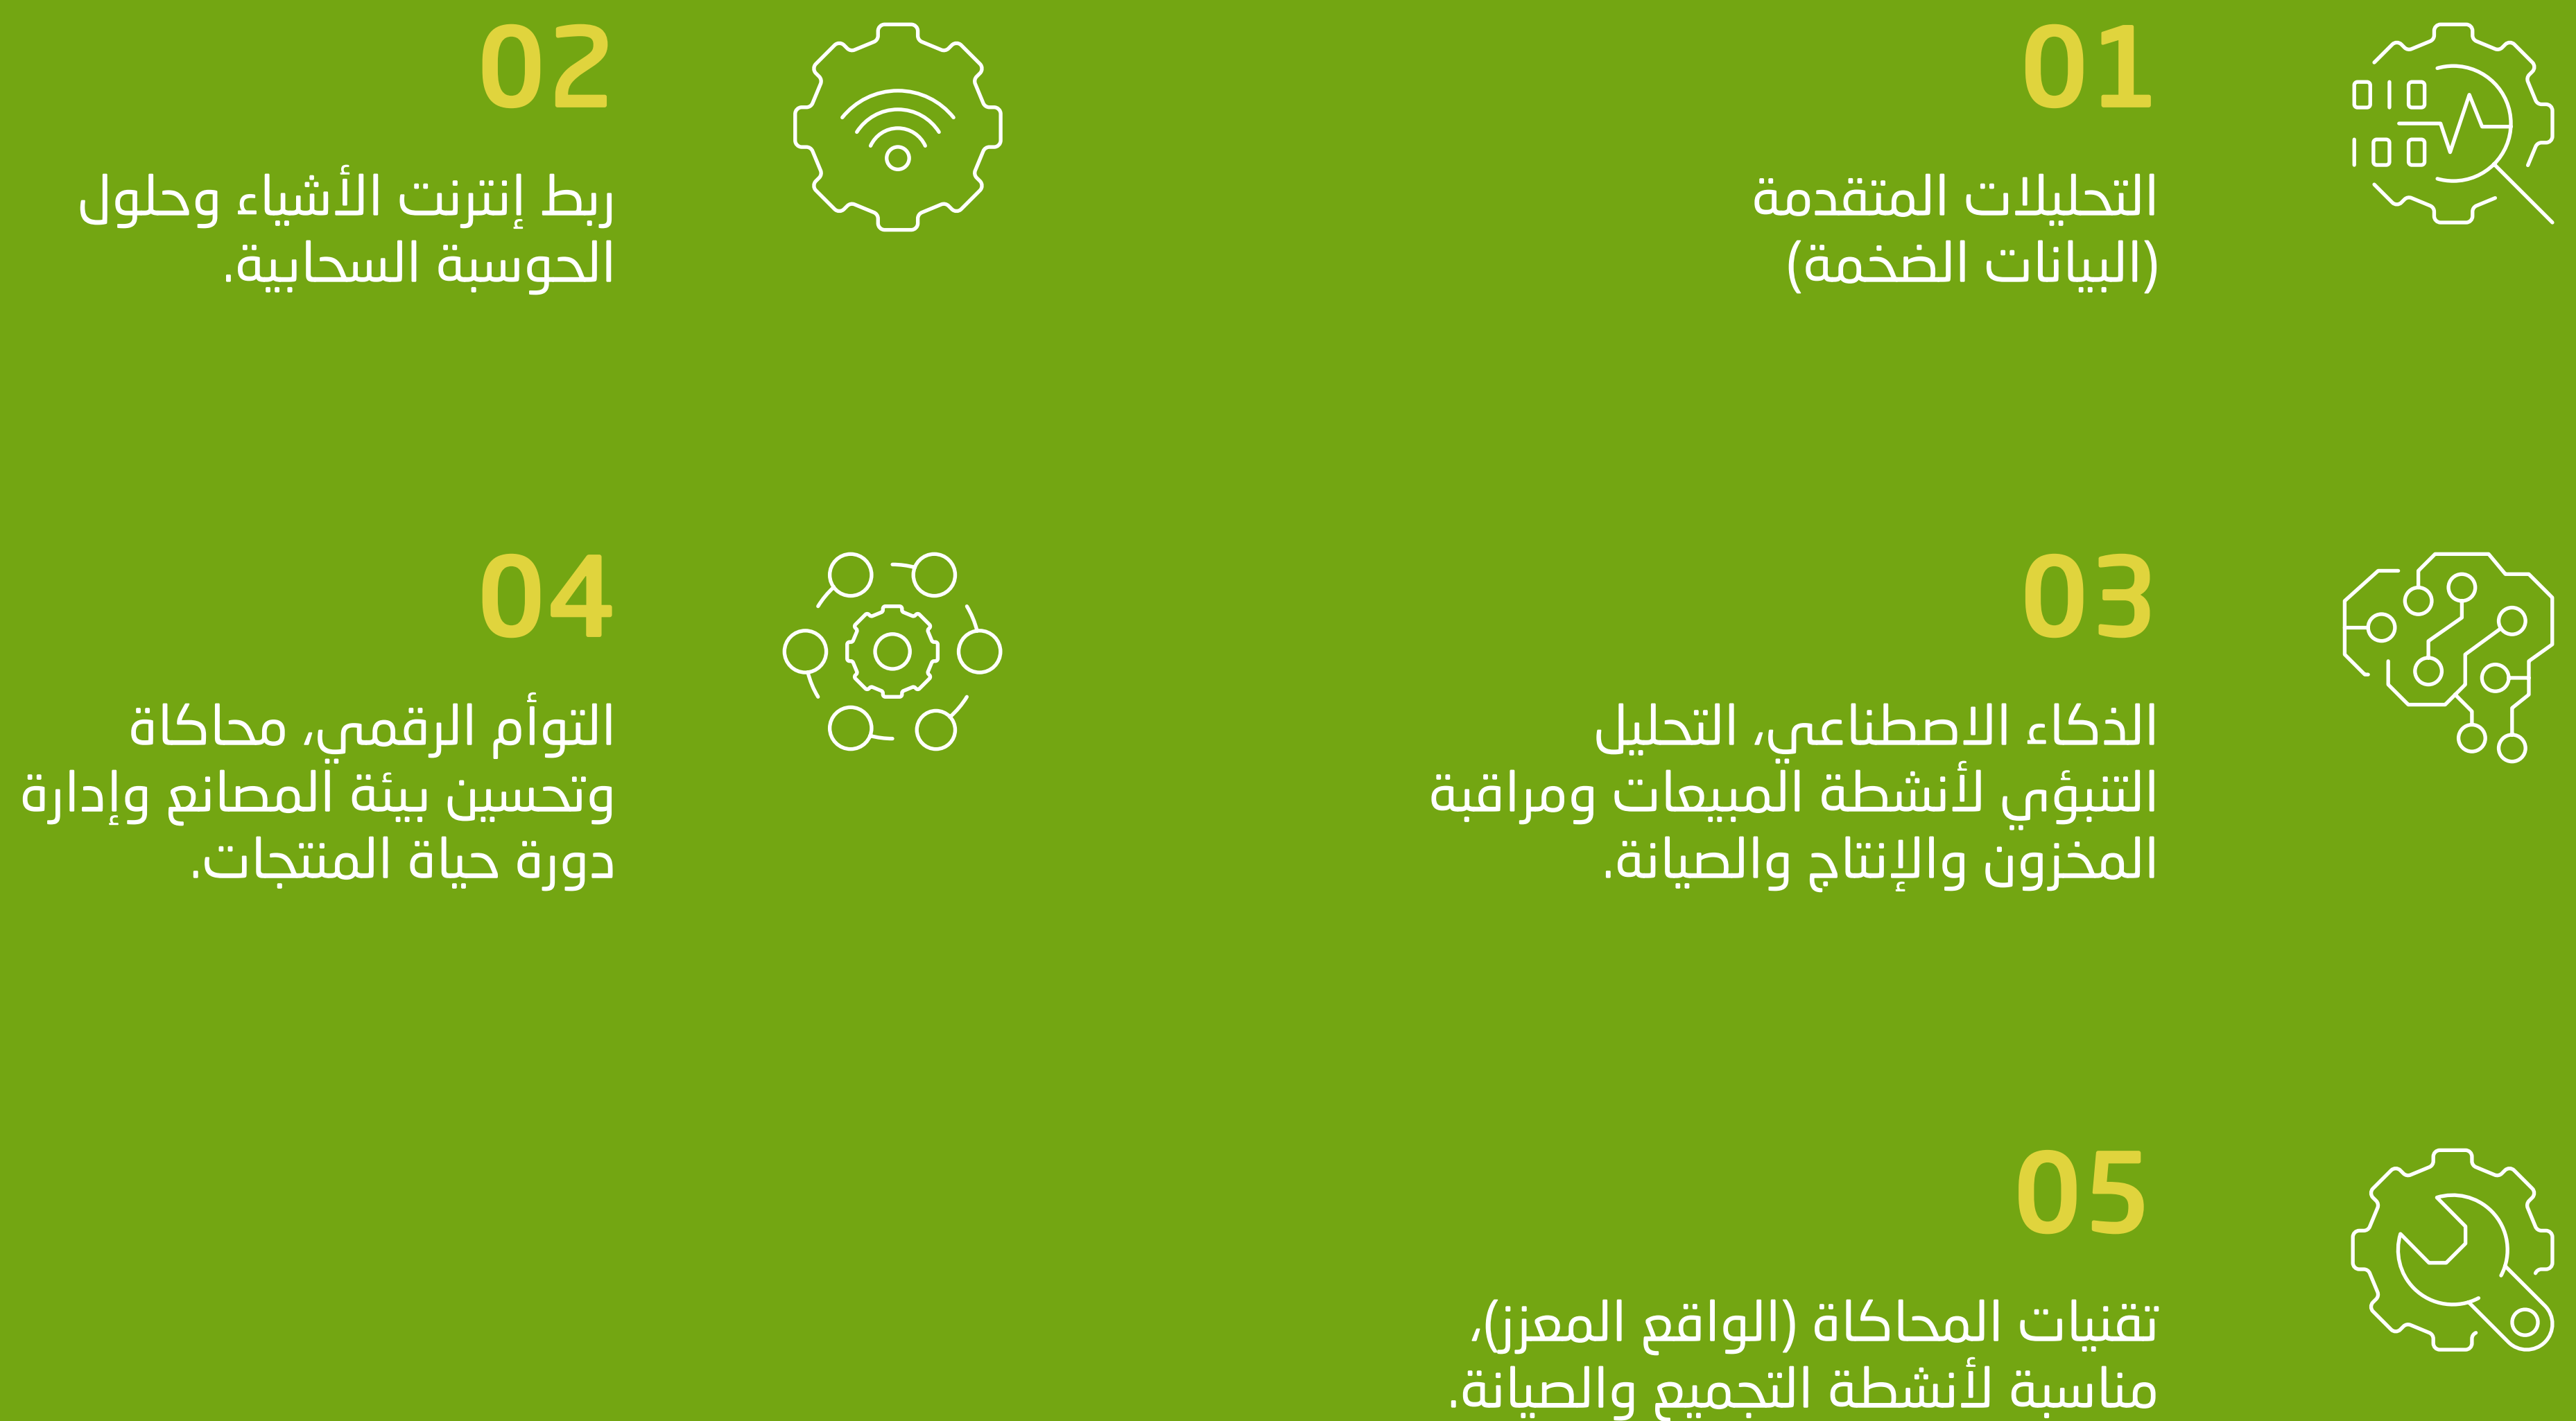 01
التحليلات المتقدمة
(البيانات الضخمة)
02
ربط إنترنت الأشياء وحلول
الحوسبة السحابية.
03
الذكاء الاصطناعي، التحليل
التنبؤي لأنشطة المبيعات ومراقبة
المخزون والإنتاج والصيانة.
04
التوأم الرقمي، محاكاة
وتحسين بيئة المصانع وإدارة
دورة حياة المنتجات.
05
تقنيات المحاكاة (الواقع المعزز)،
مناسبة لأنشطة التجميع والصيانة.
010
100